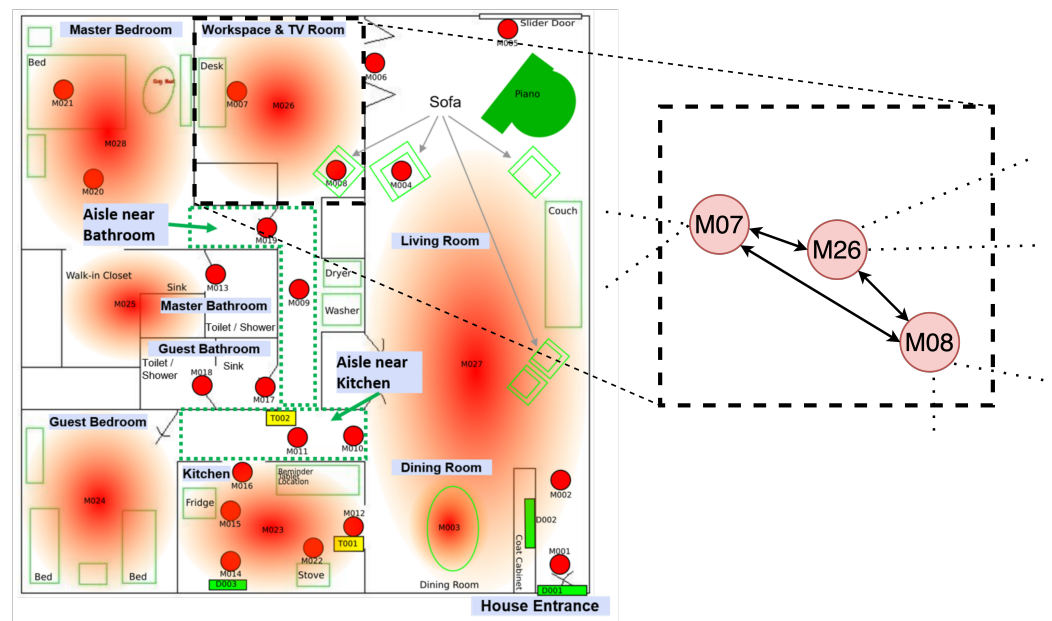 Slider Door
Master Bedroom
Workspace & TV Room
M005
Bed
Desk
M006
M021
M007
M026
Piano
Sofa
M028
M020
M008
M004
Aisle near
Bathroom
M019
Couch
Living Room
M07
M26
M08
Walk-in Closet
Sink
M013
Dryer
M025
Master Bathroom
M009
Washer
Toilet / Shower
Guest Bathroom
Toilet /
Shower
Sink
M018
M017
Aisle near
Kitchen
M027
Guest Bedroom
T002
M011
M010
Kitchen
M016
Reminder
Tablet
Location
Dining Room
M002
M024
Fridge
M015
M023
M012
T001
M003
D002
Coat Cabinet
M022
M014
Stove
M001
Bed
Bed
D003
Dining Room
D001
House Entrance